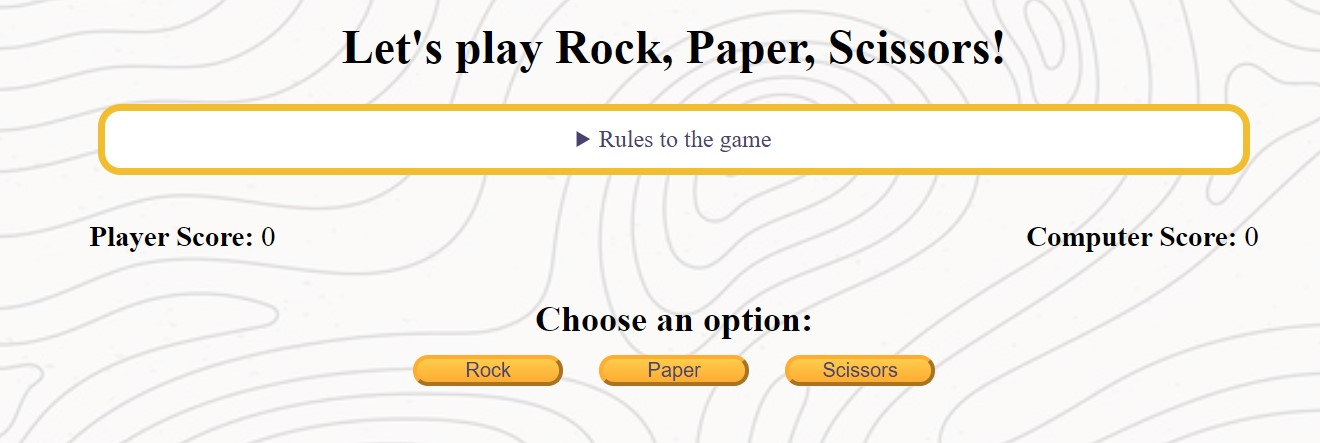 Let's play Rock, Paper, Scissors!
▶ Rules to the game
Player Score: 0
Computer Score: 0
Choose an option:
Rock
Paper
Scissors